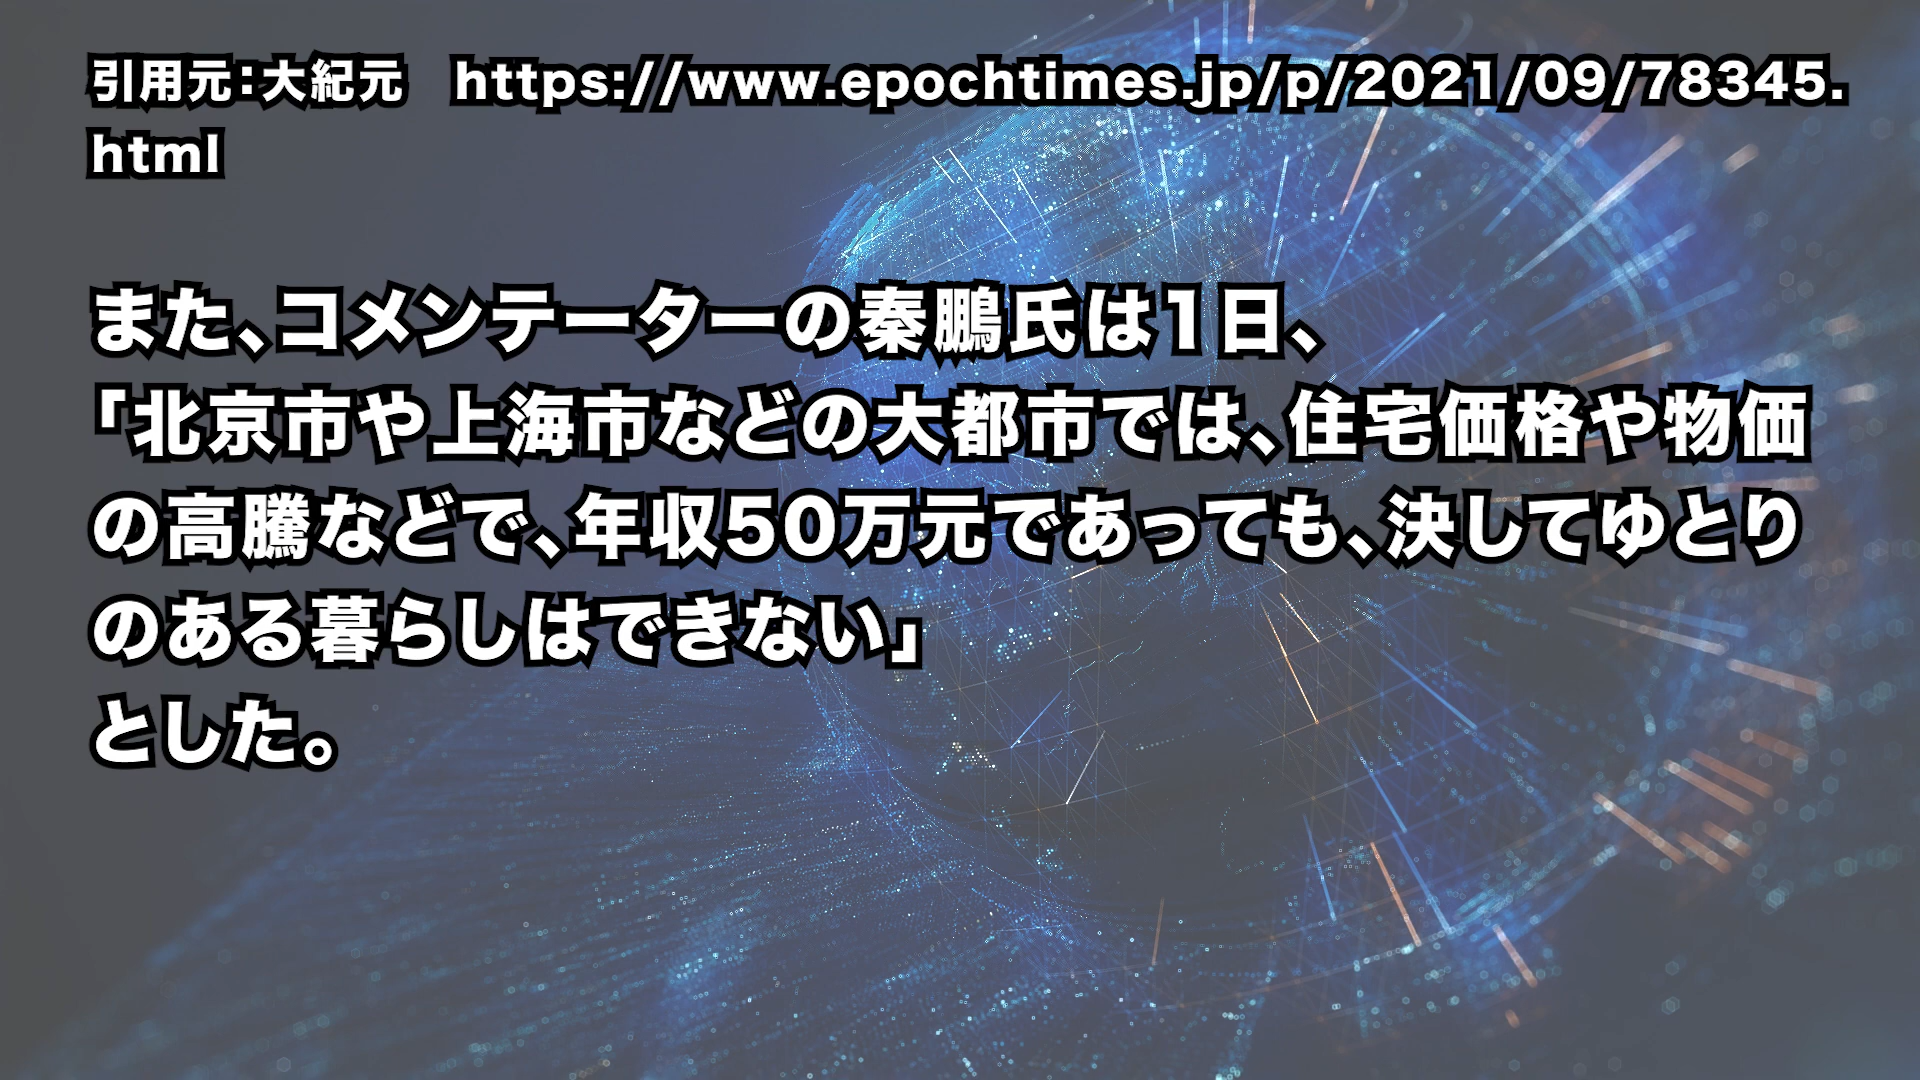 引用元：大紀元　https://www.epochtimes.jp/p/2021/09/78345.
html
また、コメンテーターの秦鵬氏は1日、
「北京市や上海市などの大都市では、住宅価格や物価
の高騰などで、年収50万元であっても、決してゆとり
のある暮らしはできない」
とした。